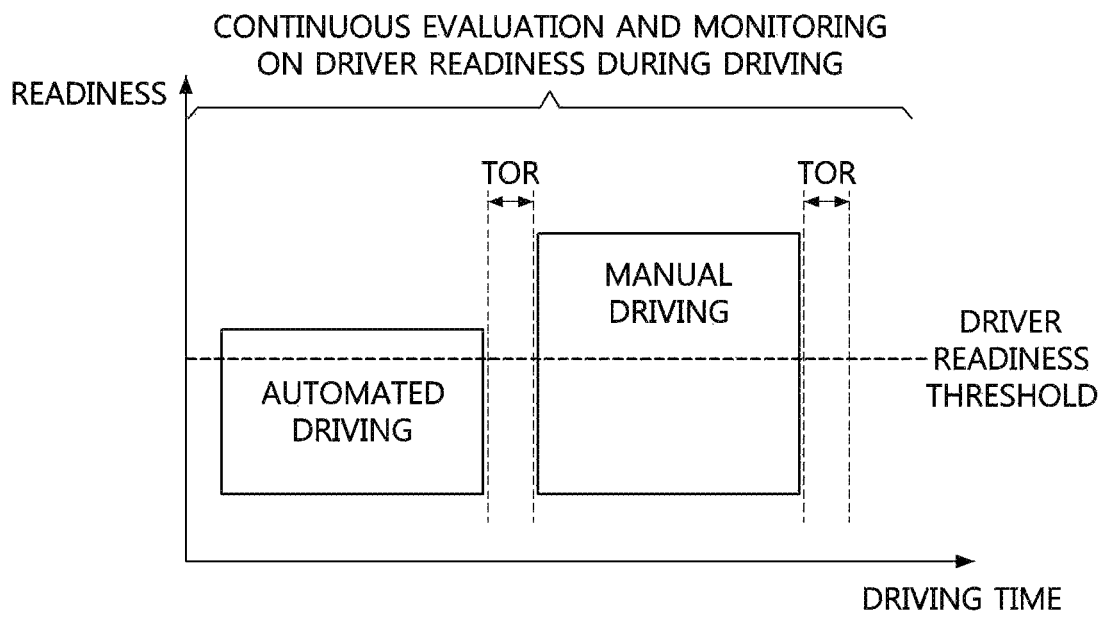 CONTINUOUS EVALUATION AND MONITORING
ON DRIVER READINESS DURING DRIVING
READINESS
TOR
TOR
MANUAL
DRIVING
DRIVER
READINESS
THRESHOLD
AUTOMATED
DRIVING
DRIVING TIME